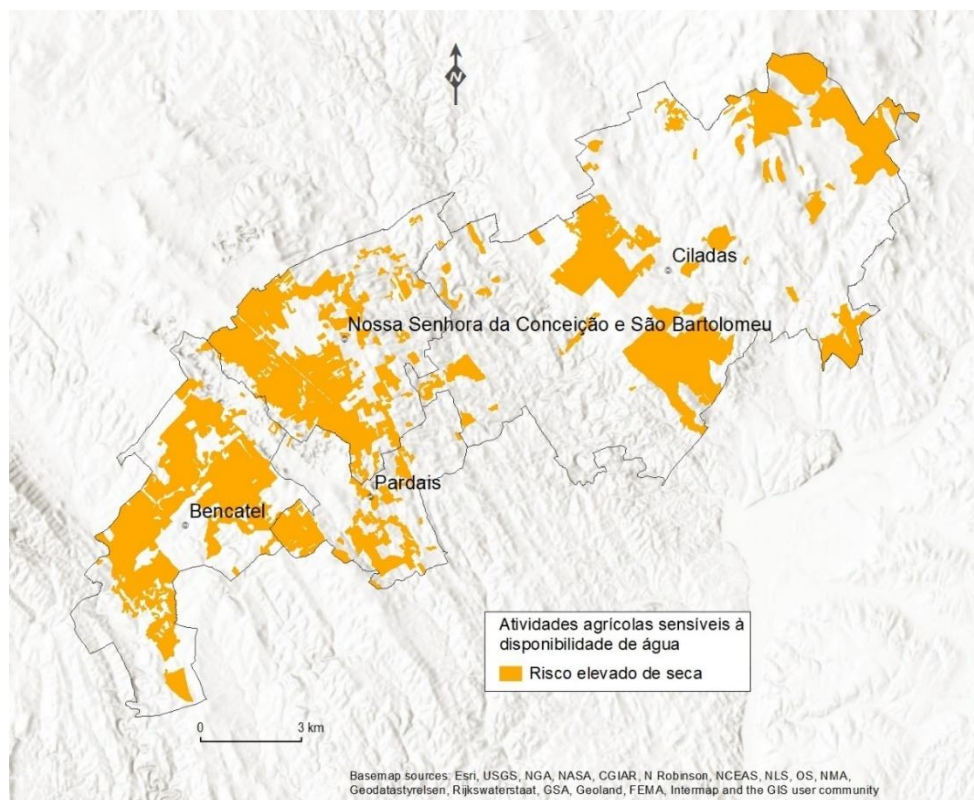 N
Ciladas
Nossa Senhora da Conceição e São Bartolomeu
Pardais
Bencatel
Atividades agrícolas sensíveis à
disponibilidade de água
Risco elevado de seca
0 3 km
Basemap sources: Esri, USGS, NGA, NASA, CGIAR, N Robinson, NCEAS, NLS, OS, NMA,
Geodatastyrelsen, Rijkswaterstaat, GSA, Geoland, FEMA, Intermap and the GIS user community